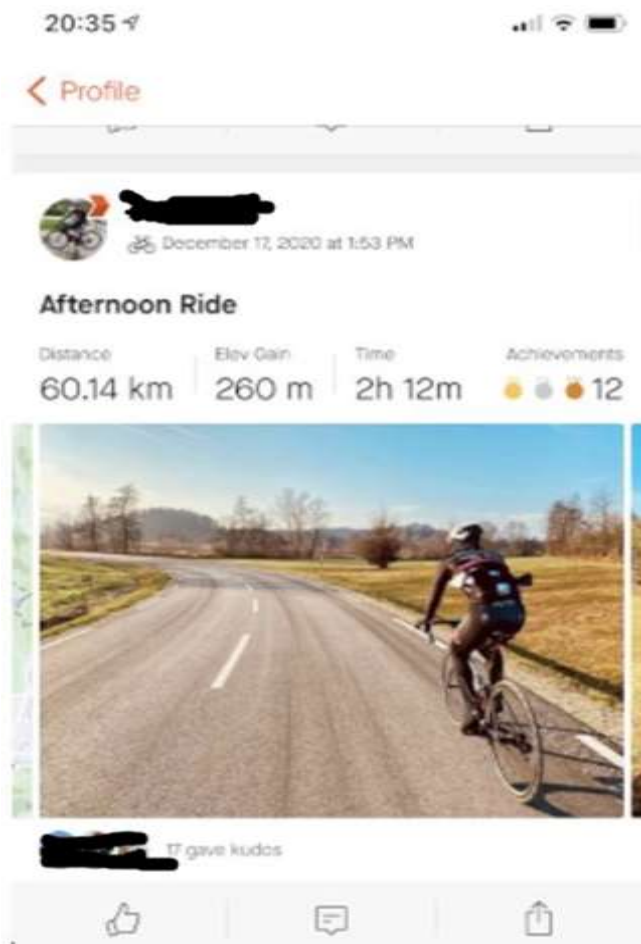 20:35
Profile
December 17, 2020 at 1:53 PM
Afternoon Ride
Distance Elev Gain Time Achievements
60.14 km 260 m 2h 12m 12
17 gave kudos